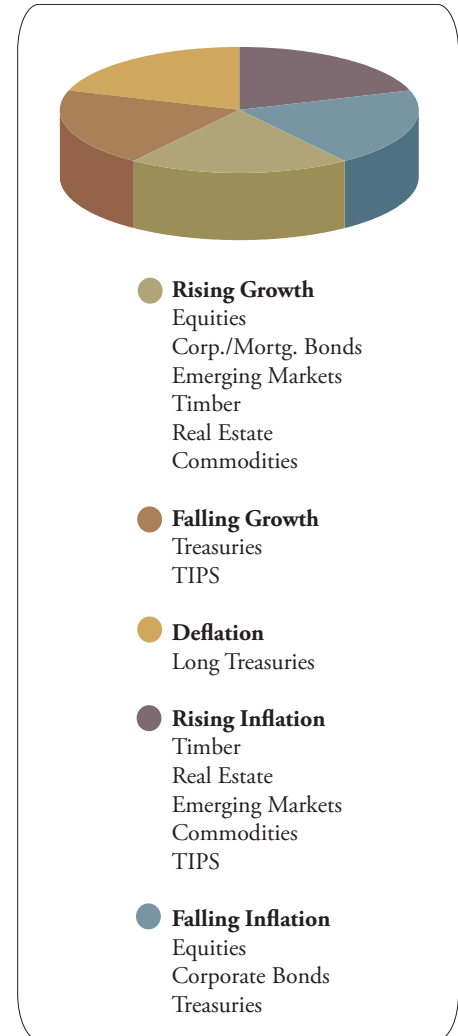 Rising Growth
Equities
Corp./Mortg. Bonds
Emerging Markets
Timber
Real Estate
Commodities
Falling Growth
Treasuries
TIPS
Deflation
Long Treasuries
Rising Inflation
Timber
Real Estate
Emerging Markets
Commodities
TIPS
Falling Inflation
Equities
Corporate Bonds
Treasuries